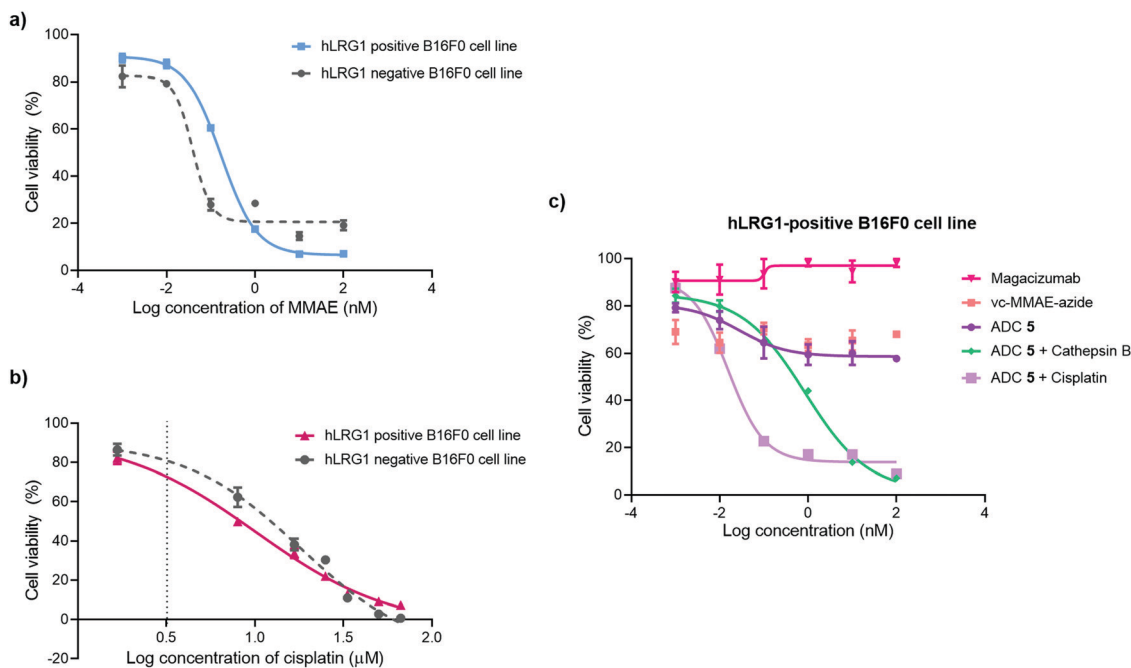 a)
100
80
60
40
20
0
Cell viability (%)
hLRG1 positive B16F0 cell line
hLRG1 negative B16F0 cell line
-4
-2
0
2
4
Log concentration of MMAE (nM)
b)
100
80
60
40
20
0
-20
Cell viability (%)
hLRG1 positive B16F0 cell line
hLRG1 negative B16F0 cell line
0.5
1.0
1.5
2.0
Log concentration of cisplatin (µM)
c)
hLRG1-positive B16F0 cell line
100
80
60
40
20
0
Cell viability (%)
Magacizumab
vc-MMAE-azide
ADC 5
ADC 5 + Cathepsin B
ADC 5 + Cisplatin
-4
-2
0
2
4
Log concentration (nM)